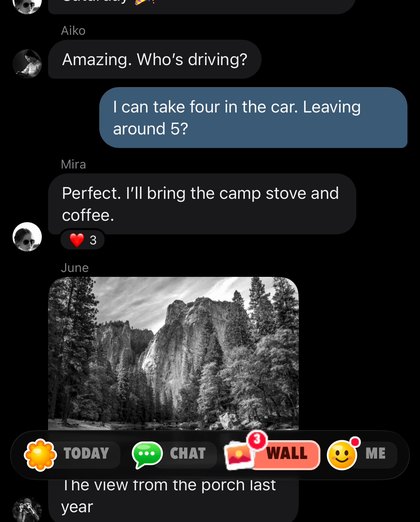 Aiko
Amazing. Who’s driving?
I can take four in the car. Leaving
around 5?
Mira
Perfect. I’ll bring the camp stove and
coffee.
3
June
3
TODAY
CHAT
WALL
ME
The view from the porch last
year